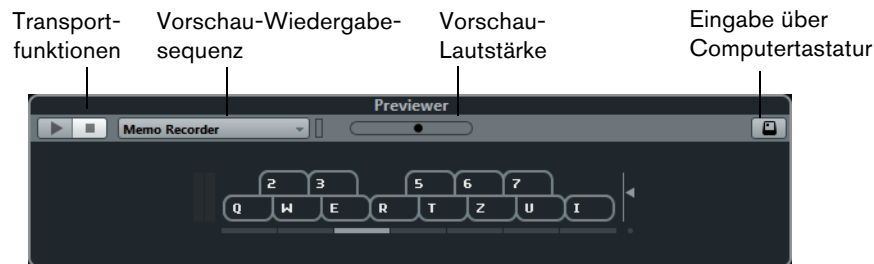 Transport-
funktionen
Vorschau-Wiedergabe-
sequenz
Vorschau-
Lautstärke
Eingabe über
Computertastatur
Previewer
Memo Recorder
2 3 5 6 7
Q W E R T Z U I